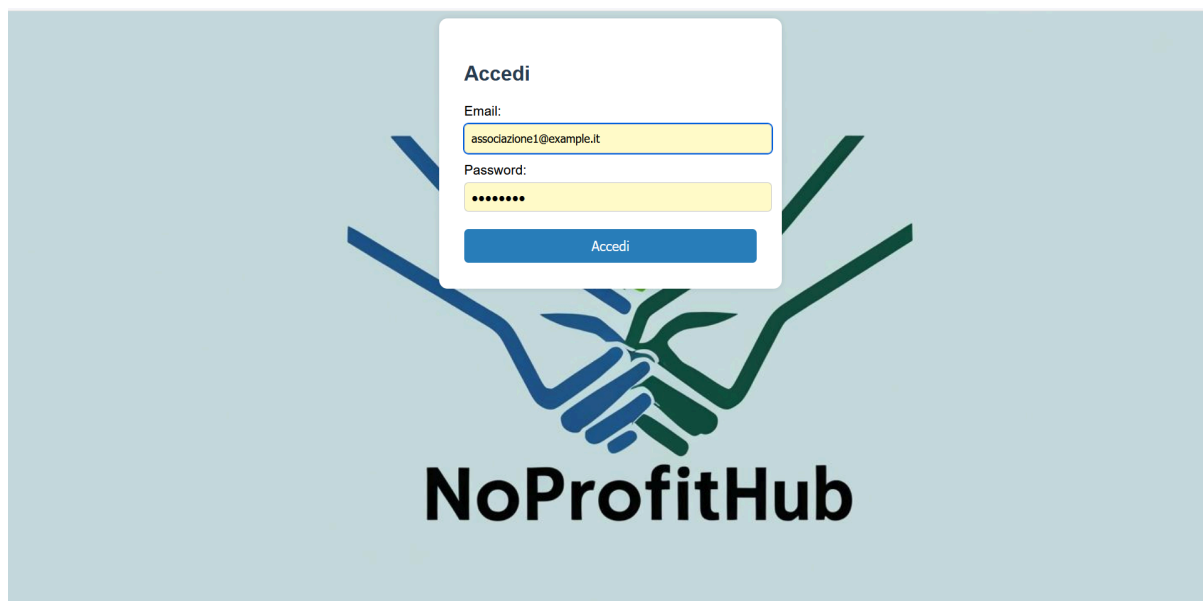 Accedi
Email:
associazione1@example.it
Password:
••••••••
Accedi
NoProfitHub